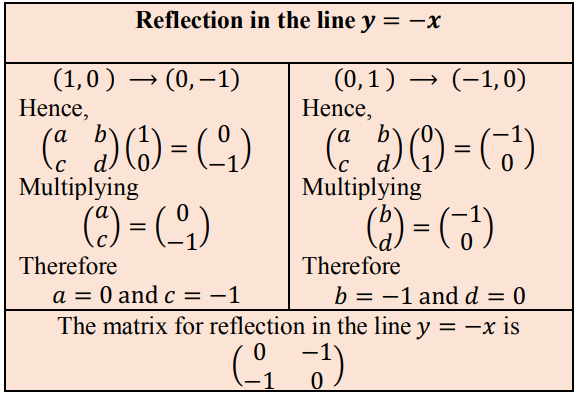 Reflection in the line y = −x
(1,0 ) ⟶ (0, −1)
Hence,
(a b
c d)(1
0) = (0
−1)
Multiplying
(a
c) = (0
−1)
Therefore
a = 0 and c = −1
(0,1 ) ⟶ (−1,0)
Hence,
(a b
c d)(0
1) = (−1
0)
Multiplying
(b
d) = (−1
0)
Therefore
b = −1 and d = 0
The matrix for reflection in the line y = −x is
(0 −1
−1 0)